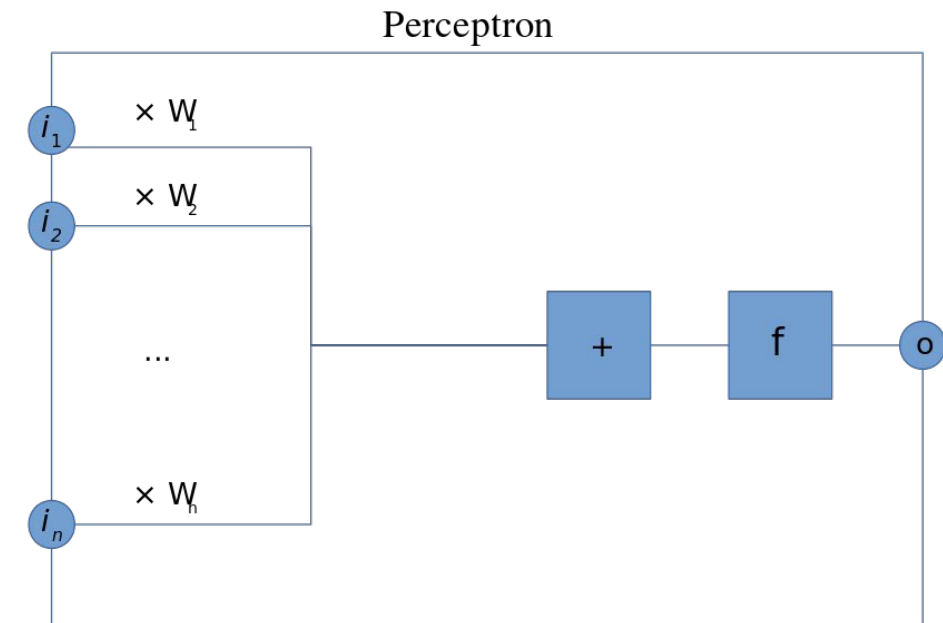 Perceptron
× W₁
i₁
× W₂
i₂
...
+
f
o
× Wₙ
iₙ